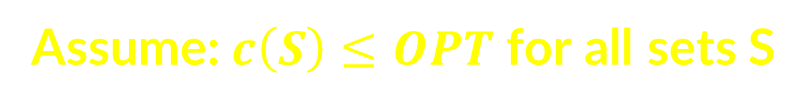 Assume: c(S) ≤ OPT for all sets S